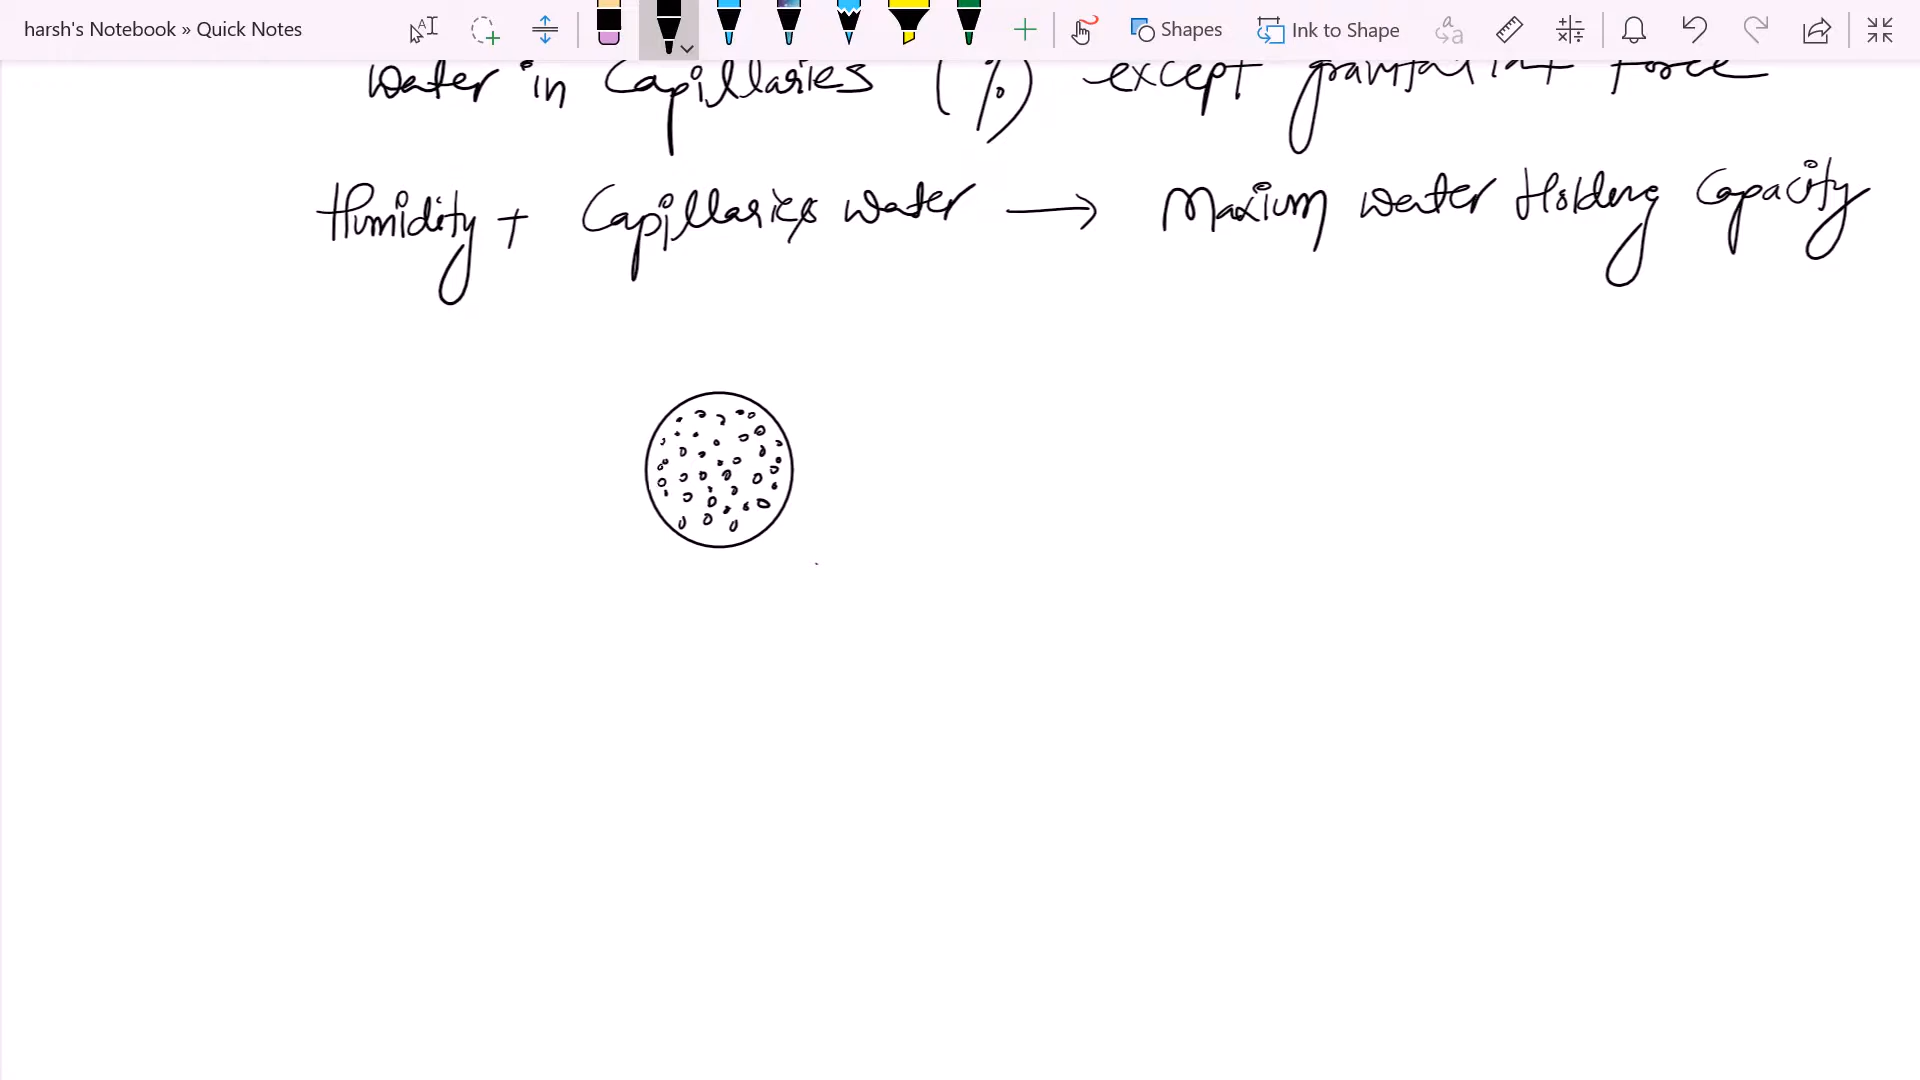 harsh's Notebook » Quick Notes
Shapes
Ink to Shape
Water in Capillaries (%) except force
Humidity + Capillaries water → Maxium Water Holding Capacity